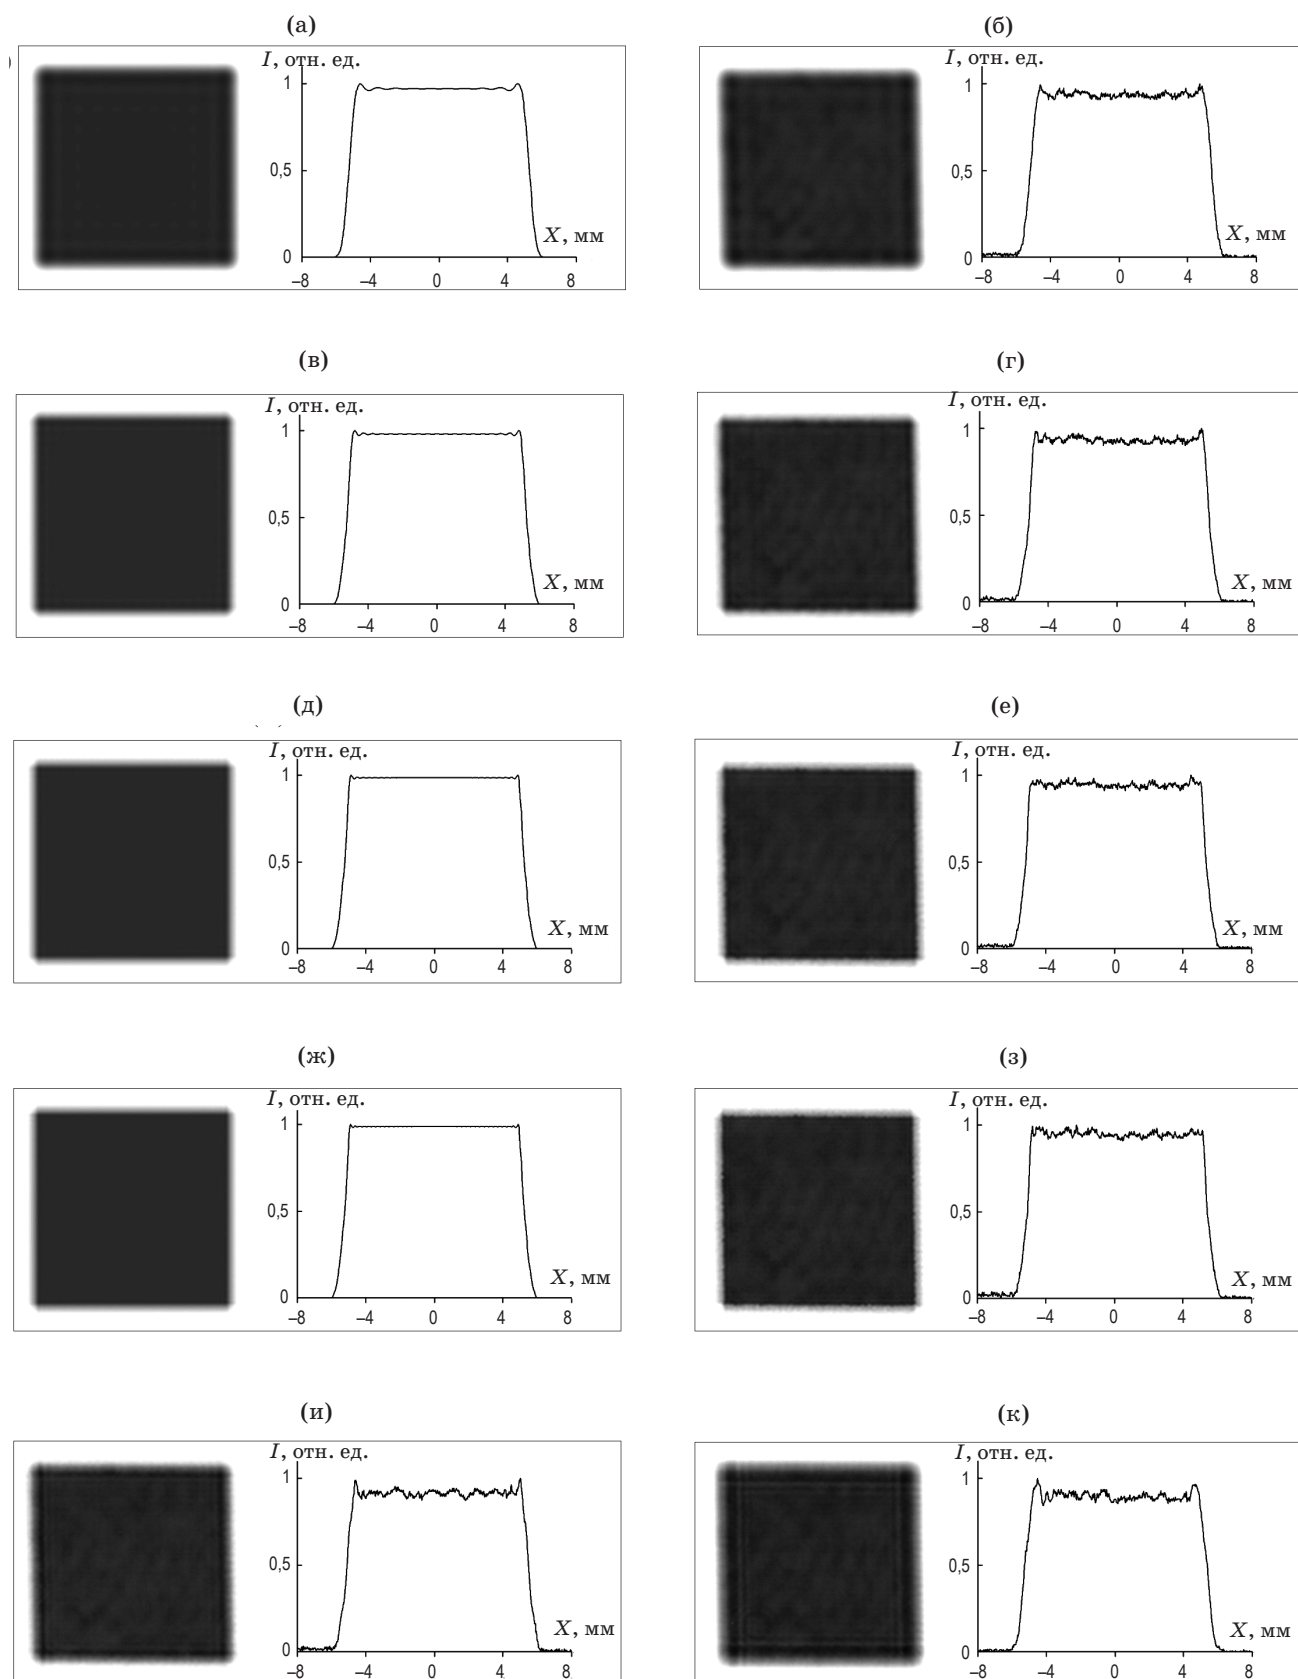 (а)
I, отн. ед.
1
0,5
X, мм
0
–8
–4
0
4
8
(б)
I, отн. ед.
1
0,5
X, мм
0
–8
–4
0
4
8
(в)
I, отн. ед.
1
0,5
X, мм
0
–8
–4
0
4
8
(г)
I, отн. ед.
1
0,5
X, мм
0
–8
–4
0
4
8
(д)
I, отн. ед.
1
0,5
X, мм
0
–8
–4
0
4
8
(е)
I, отн. ед.
1
0,5
X, мм
0
–8
–4
0
4
8
(ж)
I, отн. ед.
1
0,5
X, мм
0
–8
–4
0
4
8
(з)
I, отн. ед.
1
0,5
X, мм
0
–8
–4
0
4
8
(и)
I, отн. ед.
1
0,5
X, мм
0
–8
–4
0
4
8
(к)
I, отн. ед.
1
0,5
X, мм
0
–8
–4
0
4
8